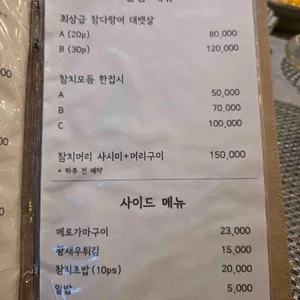 최상급 참다랑어 대뱃살
A (20p) 80,000
B (30p) 120,000
참치모듬 한접시
A 50,000
B 70,000
C 100,000
참치머리 사시미+머리구이 150,000
* 하루 전 예약
사이드 메뉴
메로가마구이 23,000
왕새우튀김 15,000
참치초밥 (10ps) 20,000
알밥 5,000